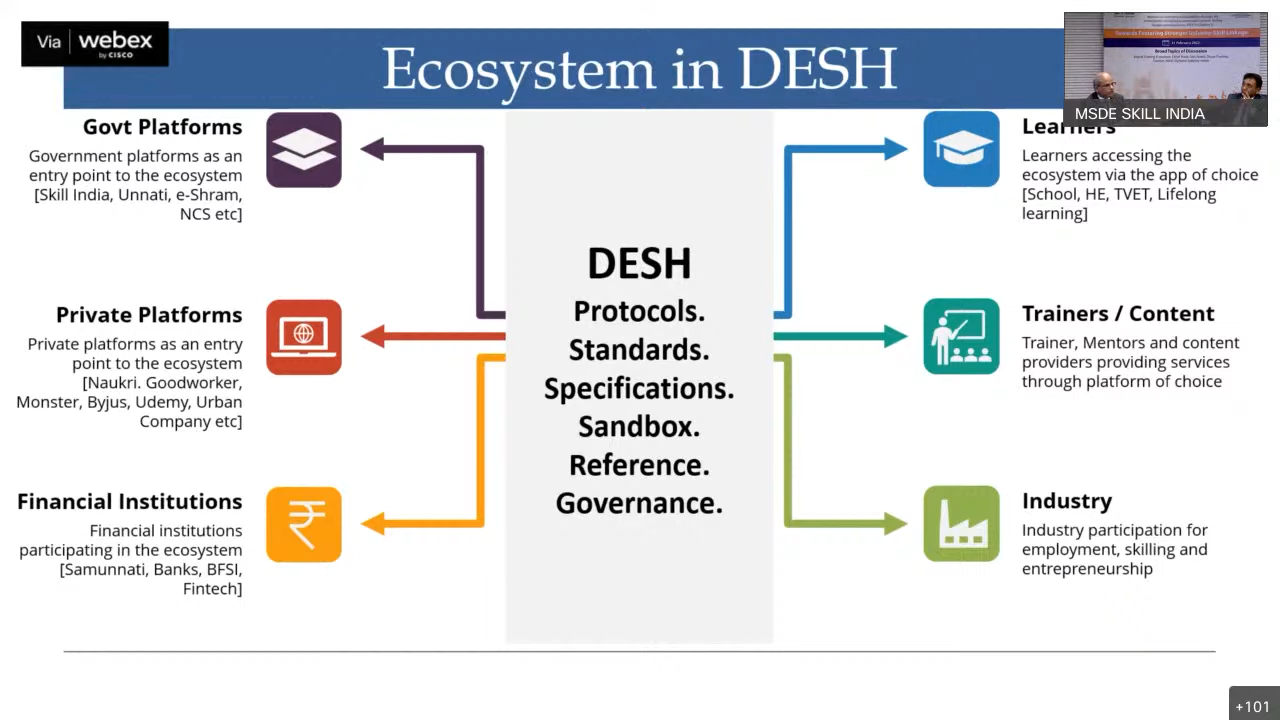 Via webex
by CISCO
Ecosystem in DESH
MSDE SKILL INDIA
Govt Platforms
Government platforms as an
entry point to the ecosystem
[Skill India, Unnati, e-Shram,
NCS etc]
Private Platforms
Private platforms as an entry
point to the ecosystem
[Naukri. Goodworker,
Monster, Byjus, Udemy, Urban
Company etc]
Financial Institutions
Financial institutions
participating in the ecosystem
[Samunnati, Banks, BFSI,
Fintech]
DESH
Protocols.
Standards.
Specifications.
Sandbox.
Reference.
Governance.
Learners
Learners accessing the
ecosystem via the app of choice
[School, HE, TVET, Lifelong
learning]
Trainers / Content
Trainer, Mentors and content
providers providing services
through platform of choice
Industry
Industry participation for
employment, skilling and
entrepreneurship
+101